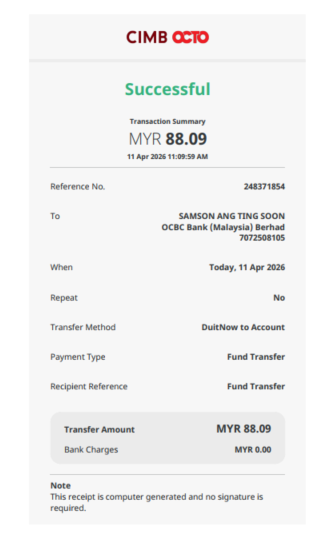 CIMB OCTO
Successful
Transaction Summary
MYR 88.09
11 Apr 2026 11:09:59 AM
Reference No. 248371854
To SAMSON ANG TING SOON
OCBC Bank (Malaysia) Berhad
7072508105
When Today, 11 Apr 2026
Repeat No
Transfer Method DuitNow to Account
Payment Type Fund Transfer
Recipient Reference Fund Transfer
Transfer Amount MYR 88.09
Bank Charges MYR 0.00
Note
This receipt is computer generated and no signature is
required.